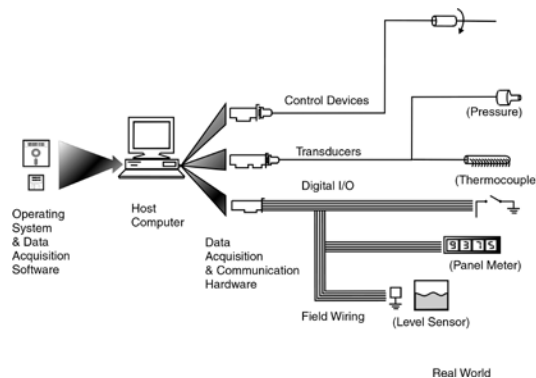 Control Devices
(Pressure)
Transducers
(Thermocouple
Digital I/O
Operating
System
& Data
Acquisition
Software
Host
Computer
Data
Acquisition
& Communication
Hardware
9375
(Panel Meter)
Field Wiring
(Level Sensor)
Real World